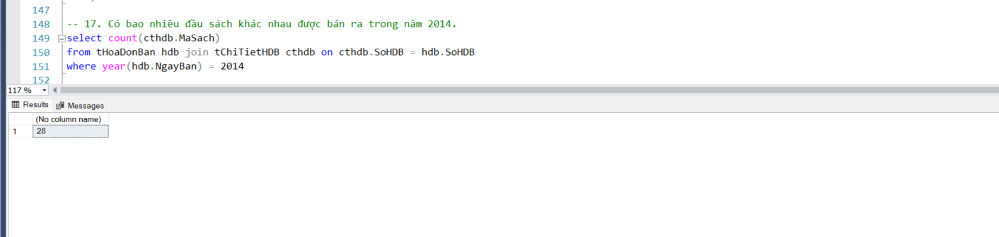 147
148 -- 17. Có bao nhiêu đầu sách khác nhau được bán ra trong năm 2014.
149 select count(cthdb.MaSach)
150 from tHoaDonBan hdb join tChiTietHDB cthdb on cthdb.SoHDB = hdb.SoHDB
151 where year(hdb.NgayBan) = 2014
152
117 %
Results Messages
(No column name)
1 28